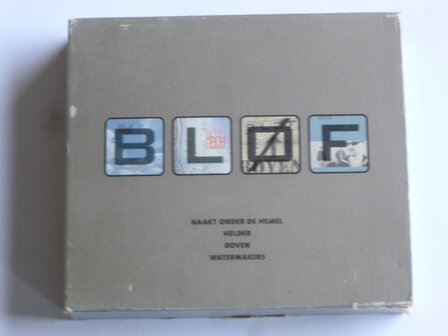 BLØF
NAAKT ONDER DE HEMEL
HELDER
BOVEN
WATERMAKERS